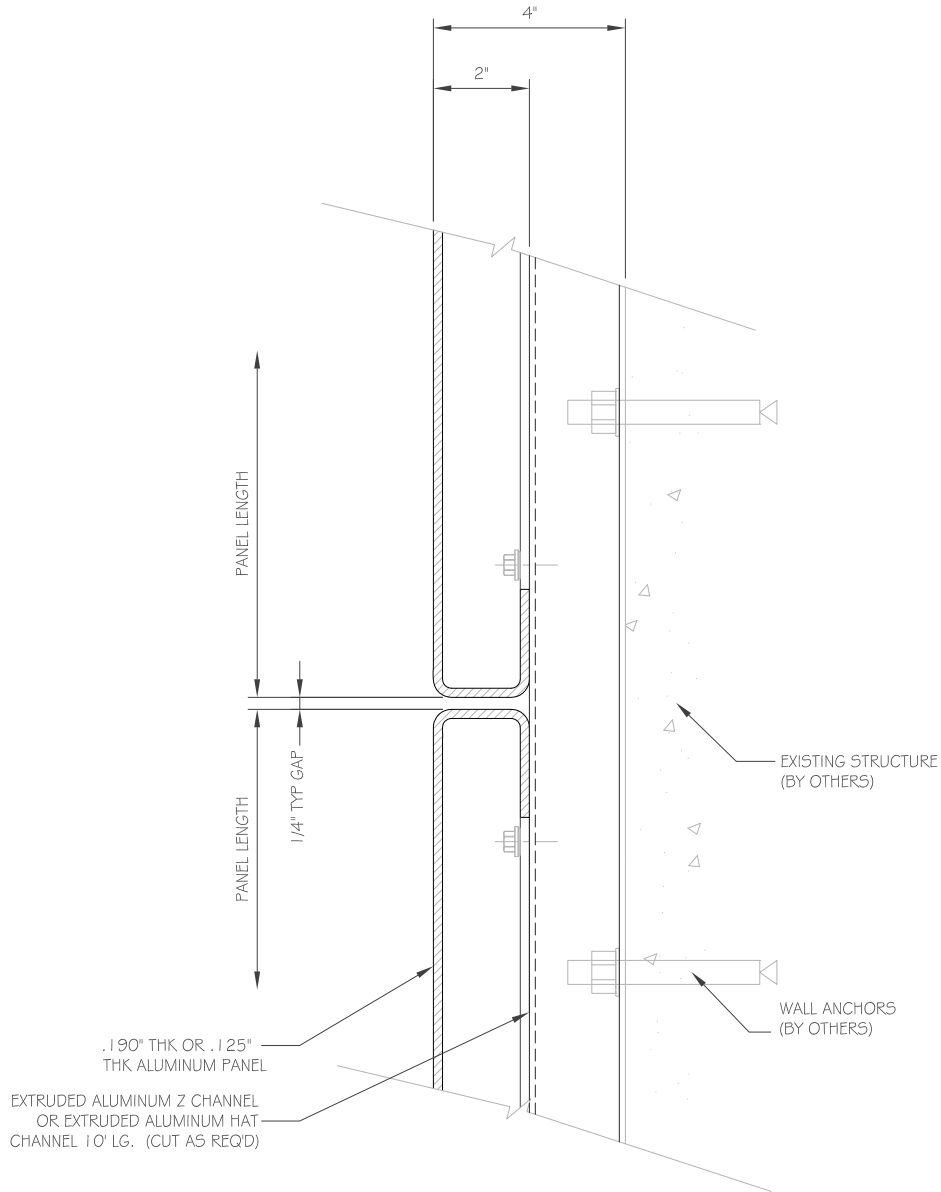 4"
2"
PANEL LENGTH
1/4" TYP GAP
PANEL LENGTH
EXISTING STRUCTURE
(BY OTHERS)
WALL ANCHORS
(BY OTHERS)
.190" THK OR .125"
THK ALUMINUM PANEL
EXTRUDED ALUMINUM Z CHANNEL
OR EXTRUDED ALUMINUM HAT
CHANNEL 10' LG. (CUT AS REQ'D)